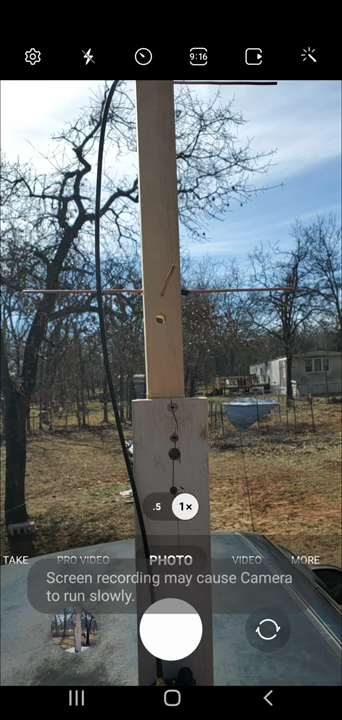 9:16
.5 1×
TAKE PRO VIDEO PHOTO VIDEO MORE
Screen recording may cause Camera
to run slowly.